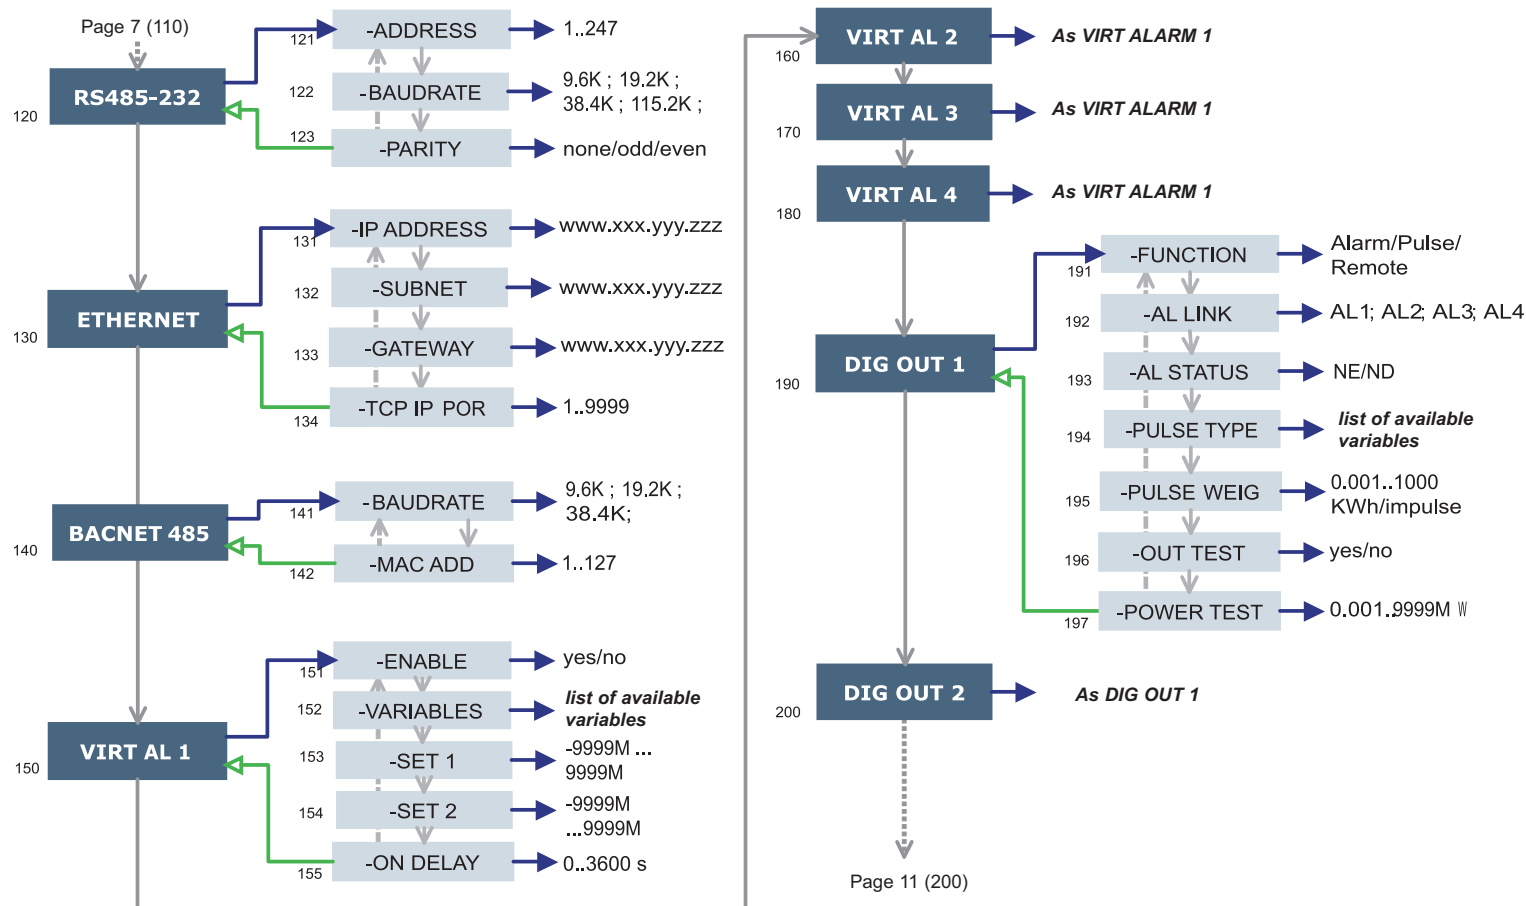 Page 7 (110)
RS485-232
120
121
-ADDRESS
1..247
122
-BAUDRATE
9.6K ; 19.2K ;
38.4K ; 115.2K ;
123
-PARITY
none/odd/even
ETHERNET
130
131
-IP ADDRESS
www.xxx.yyy.zzz
132
-SUBNET
www.xxx.yyy.zzz
133
-GATEWAY
www.xxx.yyy.zzz
134
-TCP IP POR
1..9999
BACNET 485
140
141
-BAUDRATE
9.6K ; 19.2K ;
38.4K;
142
-MAC ADD
1..127
VIRT AL 1
150
151
-ENABLE
yes/no
152
-VARIABLES
list of available
variables
153
-SET 1
-9999M ...
9999M
154
-SET 2
-9999M
...9999M
155
-ON DELAY
0..3600 s
VIRT AL 2
160
As VIRT ALARM 1
VIRT AL 3
170
As VIRT ALARM 1
VIRT AL 4
180
As VIRT ALARM 1
DIG OUT 1
190
191
-FUNCTION
Alarm/Pulse/
Remote
192
-AL LINK
AL1; AL2; AL3; AL4
193
-AL STATUS
NE/ND
194
-PULSE TYPE
list of available
variables
195
-PULSE WEIG
0.001..1000
KWh/impulse
196
-OUT TEST
yes/no
197
-POWER TEST
0.001..9999M W
DIG OUT 2
200
As DIG OUT 1
Page 11 (200)